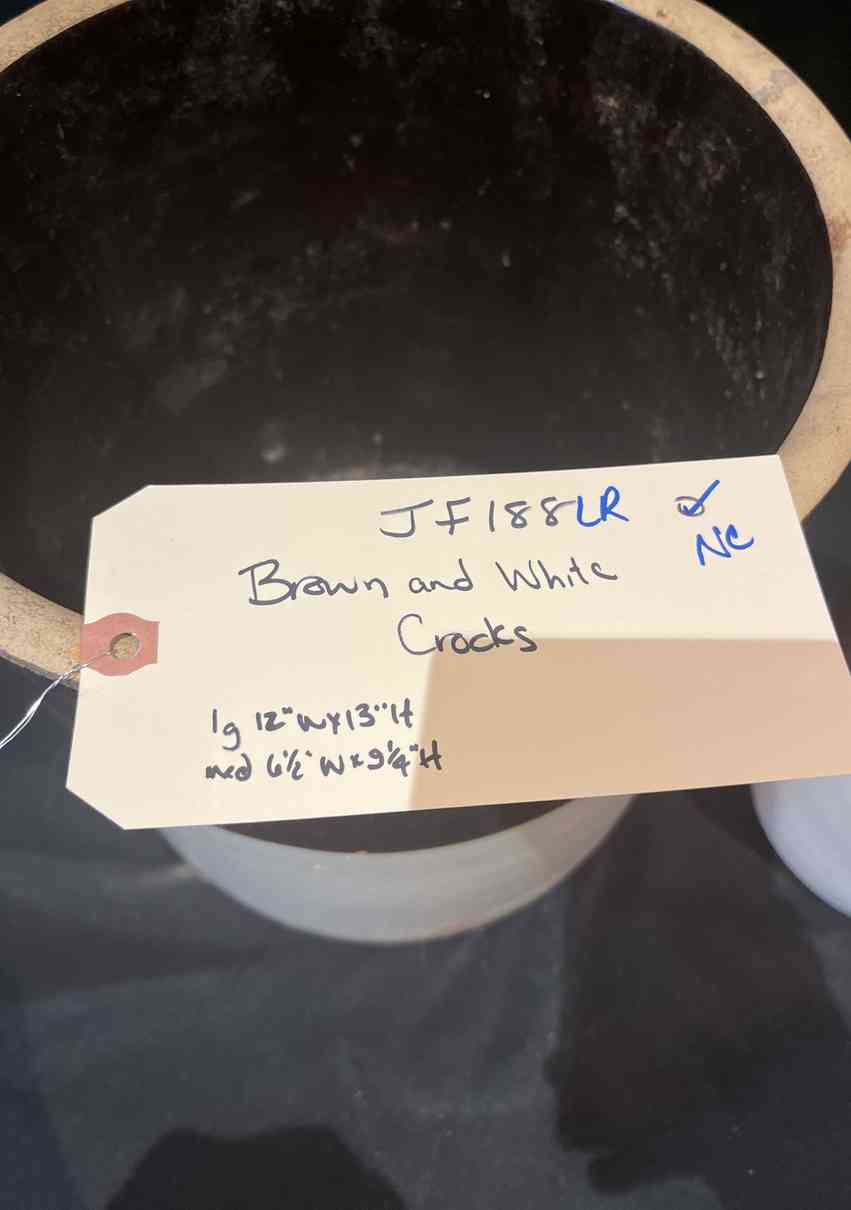 JF188LR ☑
NC
Brown and White
Crocks
lg 12" W x 13" H
med 6½" W x 9¼" H